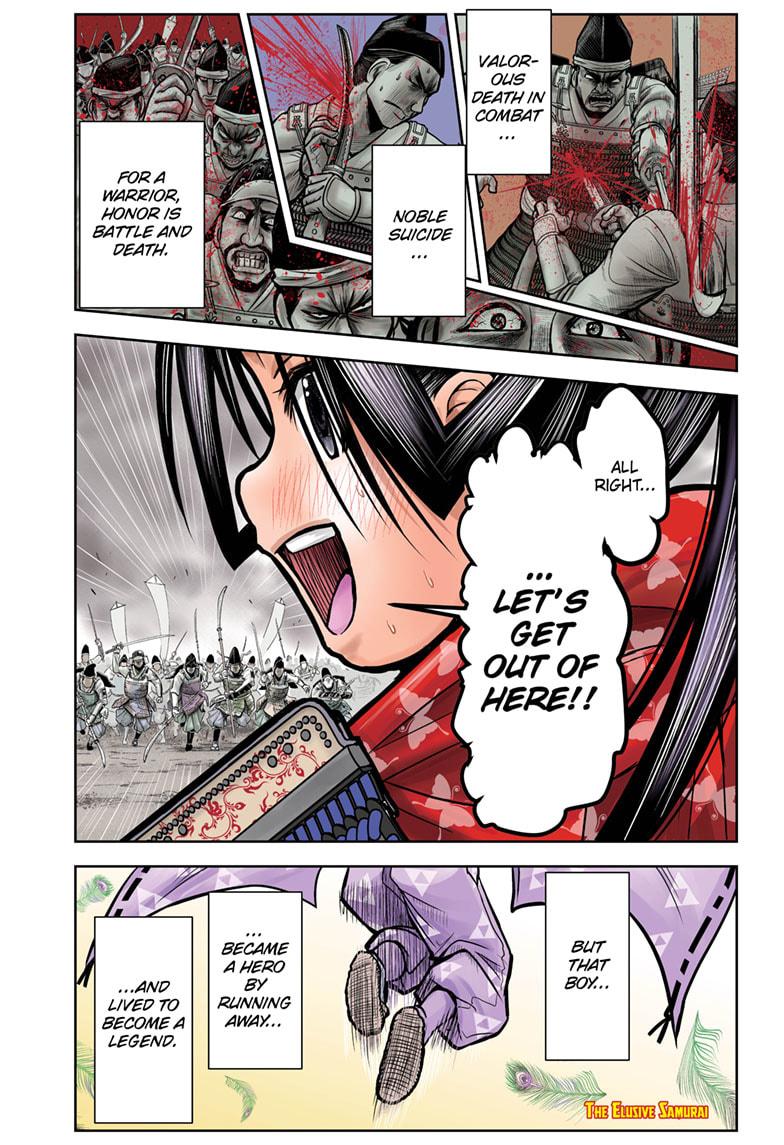 VALOR-
OUS
DEATH IN
COMBAT
...
NOBLE
SUICIDE
...
FOR A
WARRIOR,
HONOR IS
BATTLE AND
DEATH.
ALL
RIGHT...
...
LET'S
GET
OUT OF
HERE!!
BUT
THAT
BOY...
...
BECAME
A HERO
BY
RUNNING
AWAY...
...AND
LIVED TO
BECOME A
LEGEND.
THE ELUSIVE SAMURAI